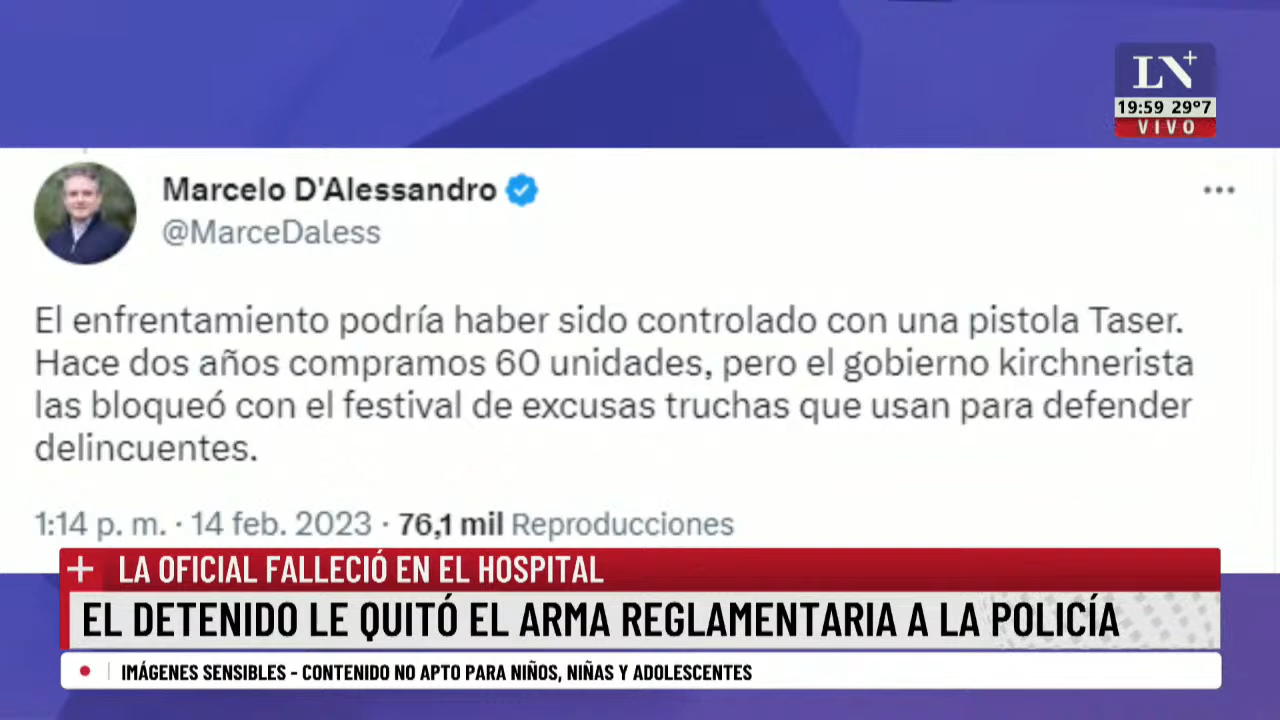 LN+
19:59 29º7
VIVO
Marcelo D'Alessandro
@MarceDaless
El enfrentamiento podría haber sido controlado con una pistola Taser.
Hace dos años compramos 60 unidades, pero el gobierno kirchnerista
las bloqueó con el festival de excusas truchas que usan para defender
delincuentes.
1:14 p. m. · 14 feb. 2023 · 76,1 mil Reproducciones
+ LA OFICIAL FALLECIÓ EN EL HOSPITAL
EL DETENIDO LE QUITÓ EL ARMA REGLAMENTARIA A LA POLICÍA
IMÁGENES SENSIBLES - CONTENIDO NO APTO PARA NIÑOS, NIÑAS Y ADOLESCENTES